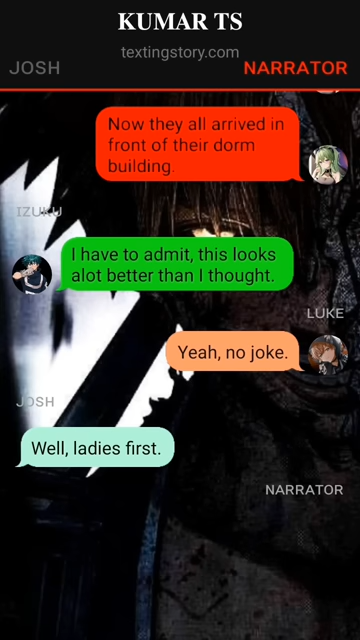 KUMAR TS
textingstory.com
JOSH
NARRATOR
Now they all arrived in
front of their dorm
building.
IZUKU
I have to admit, this looks
alot better than I thought.
LUKE
Yeah, no joke.
JOSH
Well, ladies first.
NARRATOR